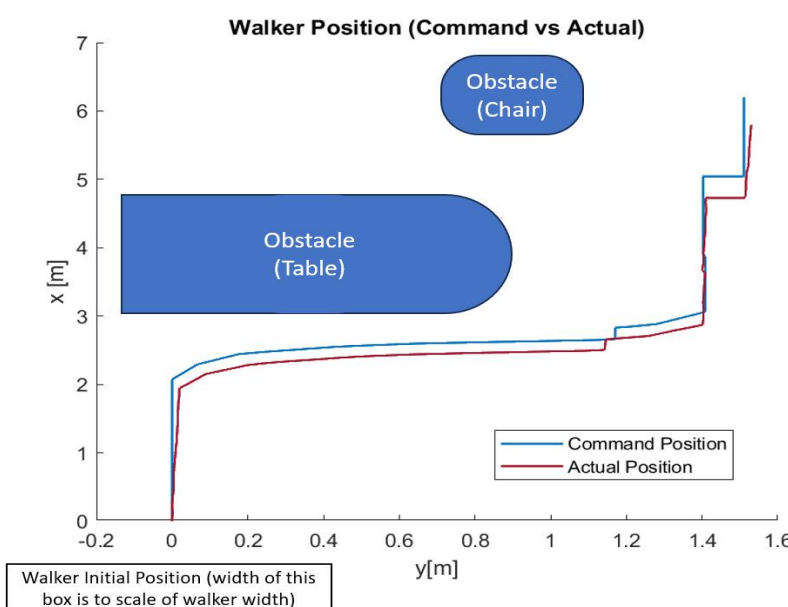 Walker Position (Command vs Actual)
7
Obstacle
(Chair)
6
5
Obstacle
(Table)
4
x [m]
3
2
Command Position
1
Actual Position
0
-0.2 0 0.2 0.4 0.6 0.8 1 1.2 1.4 1.6
y[m]
Walker Initial Position (width of this
box is to scale of walker width)